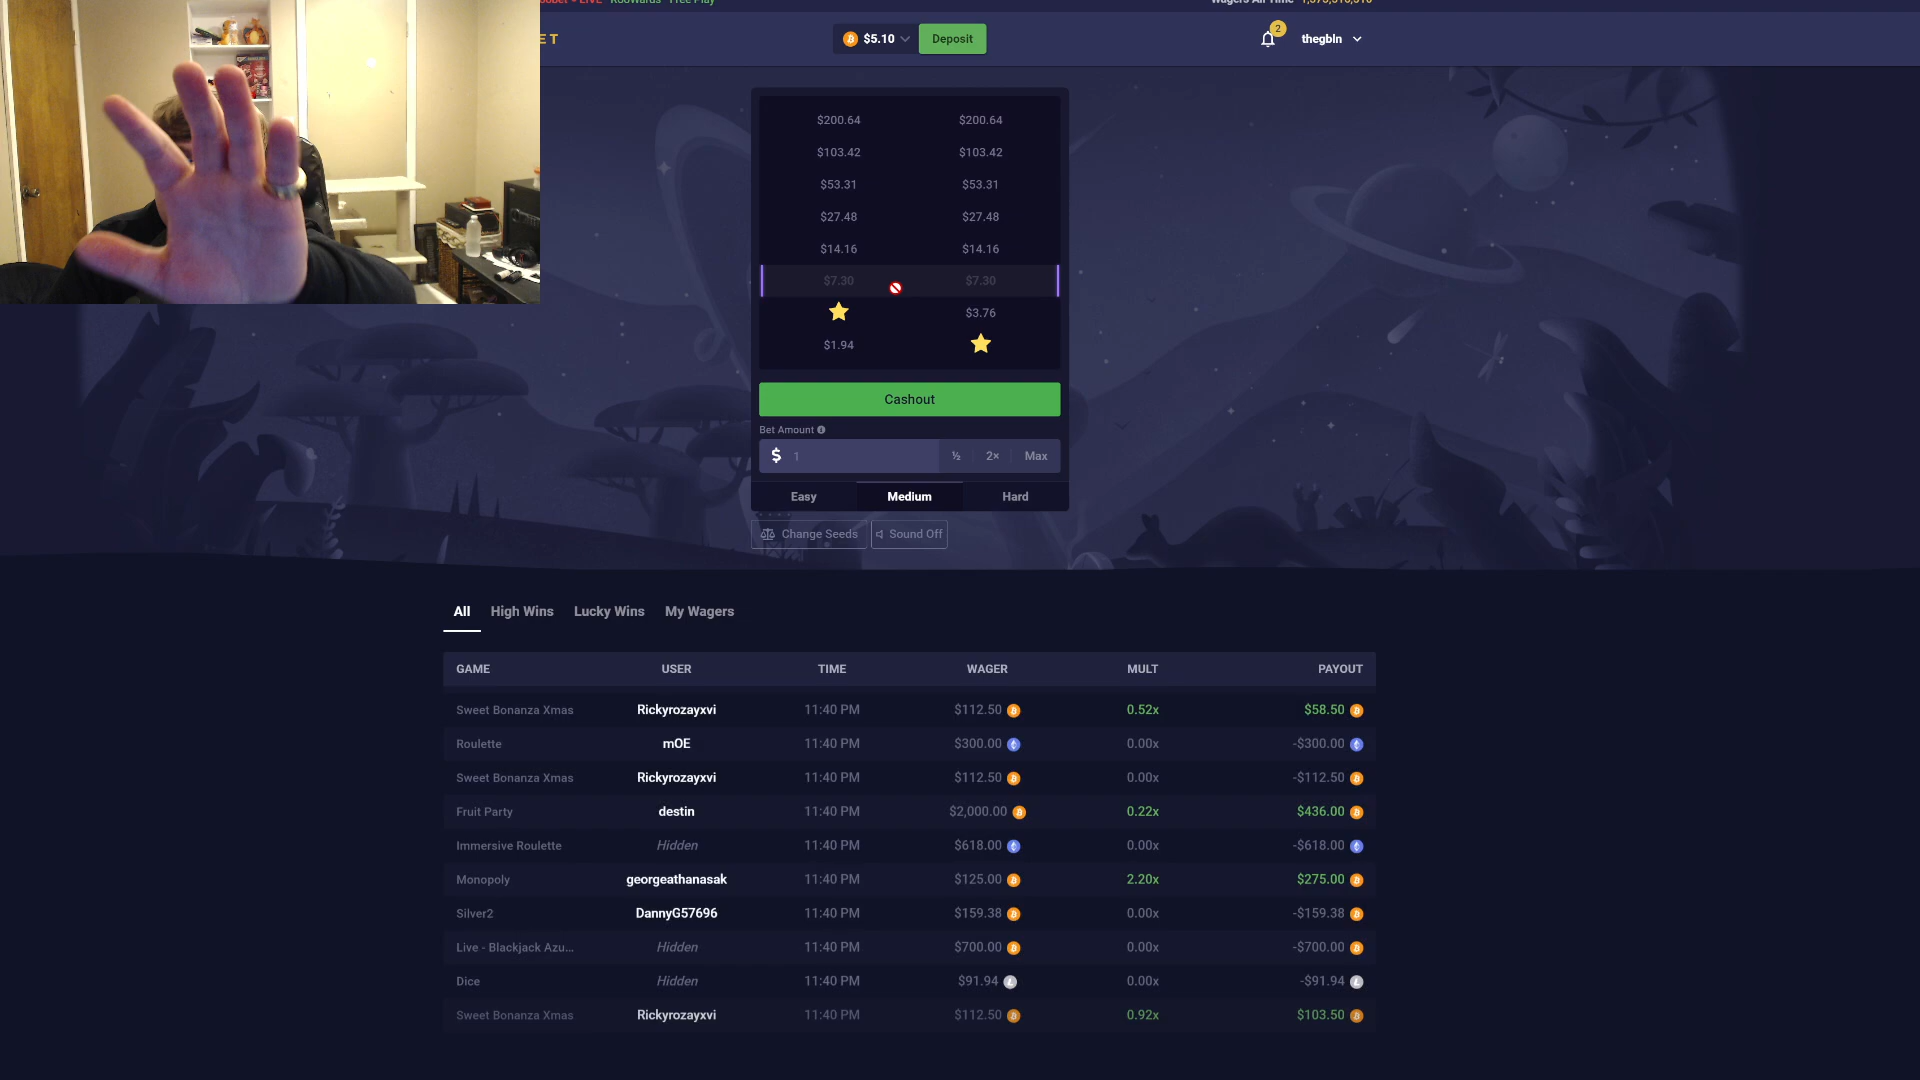 ET
$5.10
Deposit
2
thegbln
$200.64 $200.64
$103.42 $103.42
$53.31 $53.31
$27.48 $27.48
$14.16 $14.16
$7.30 $7.30
$3.76
$1.94
Cashout
Bet Amount
$ 1 ½ 2× Max
Easy Medium Hard
Change Seeds Sound Off
All High Wins Lucky Wins My Wagers
GAME USER TIME WAGER MULT PAYOUT
Sweet Bonanza Xmas Rickyrozayxvi 11:40 PM $112.50 0.52x $58.50
Roulette mOE 11:40 PM $300.00 0.00x -$300.00
Sweet Bonanza Xmas Rickyrozayxvi 11:40 PM $112.50 0.00x -$112.50
Fruit Party destin 11:40 PM $2,000.00 0.22x $436.00
Immersive Roulette Hidden 11:40 PM $618.00 0.00x -$618.00
Monopoly georgeathanasak 11:40 PM $125.00 2.20x $275.00
Silver2 DannyG57696 11:40 PM $159.38 0.00x -$159.38
Live - Blackjack Azu... Hidden 11:40 PM $700.00 0.00x -$700.00
Dice Hidden 11:40 PM $91.94 0.00x -$91.94
Sweet Bonanza Xmas Rickyrozayxvi 11:40 PM $112.50 0.92x $103.50